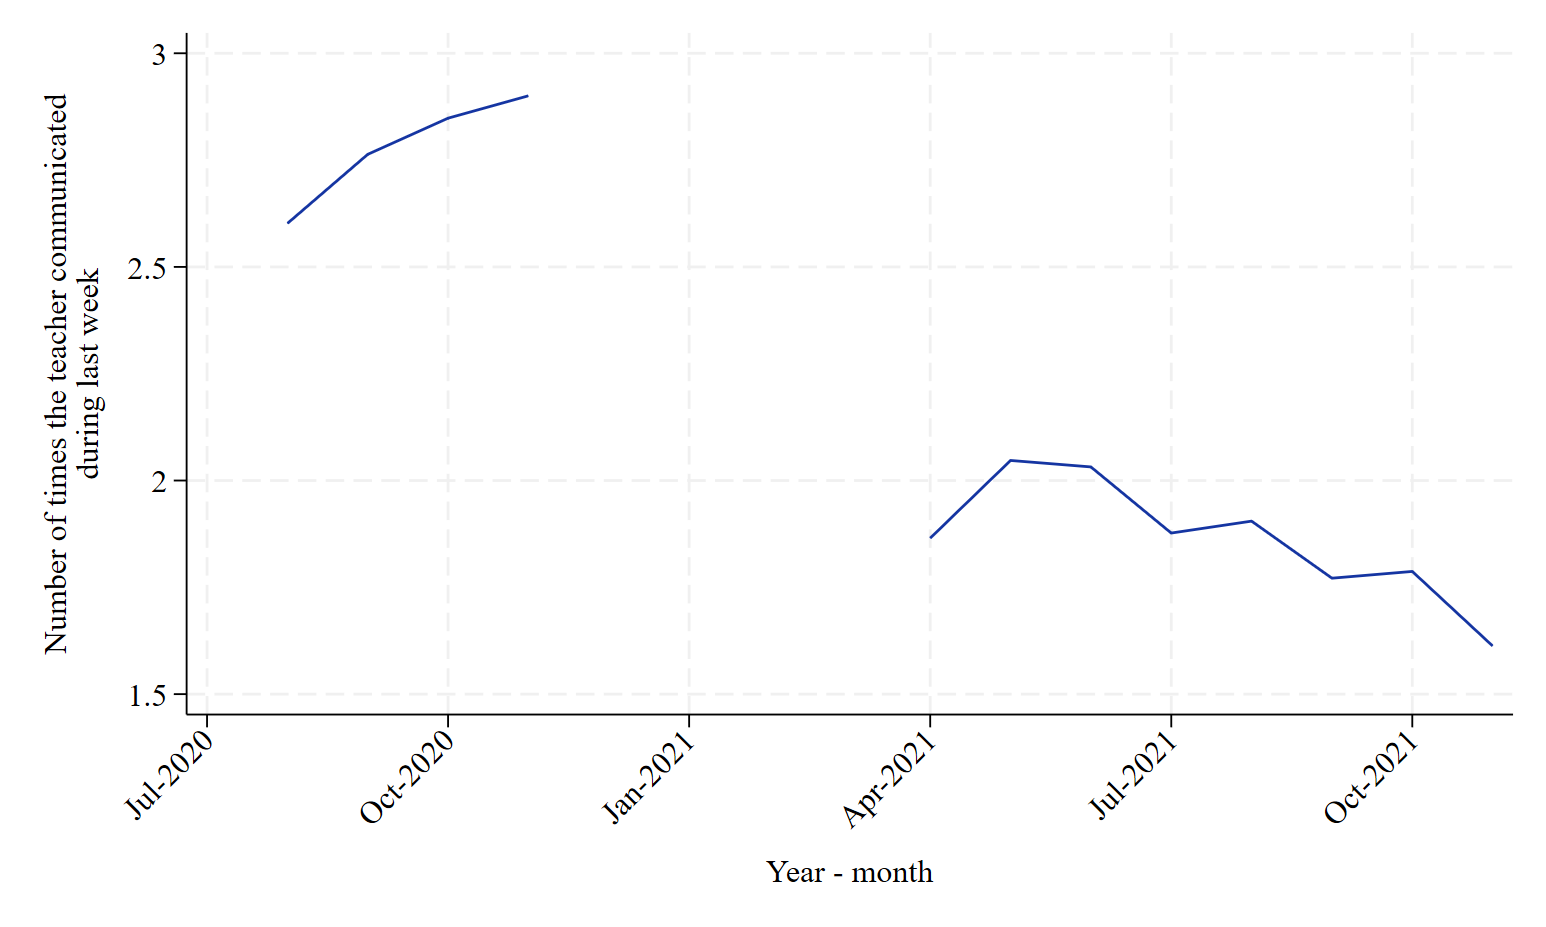 Number of times the teacher communicated
during last week
3
2.5
2
1.5
Jul-2020
Oct-2020
Jan-2021
Apr-2021
Jul-2021
Oct-2021
Year - month